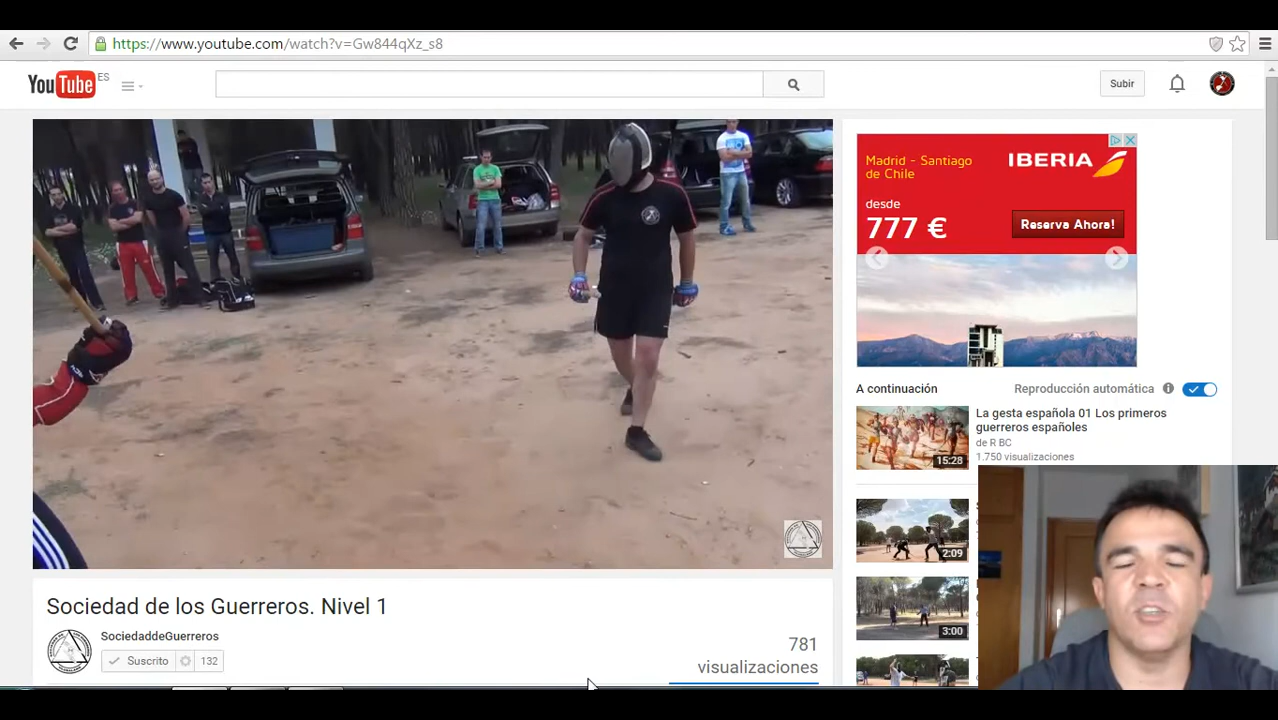 https://www.youtube.com/watch?v=Gw844qXz_s8
YouTube ES
Subir
Madrid - Santiago
de Chile
IBERIA
desde
777 €
Reserva Ahora!
A continuación
Reproducción automática
La gesta española 01 Los primeros
guerreros españoles
de R BC
1.750 visualizaciones
15:28
2:09
3:00
Sociedad de los Guerreros. Nivel 1
SociedaddeGuerreros
Suscrito
132
781
visualizaciones